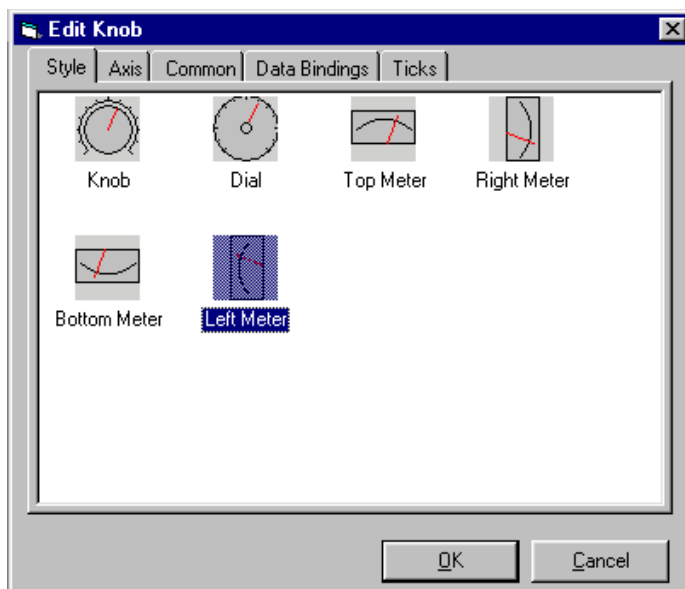 Edit Knob
Style Axis Common Data Bindings Ticks
Knob Dial Top Meter Right Meter
Bottom Meter Left Meter
OK Cancel